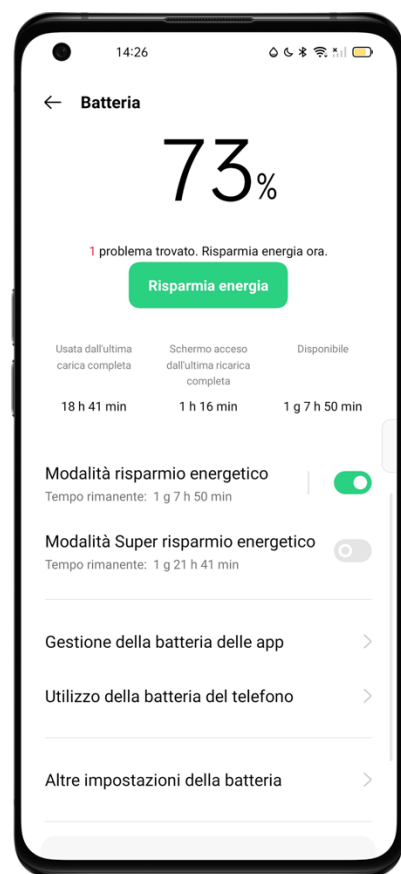 14:26
Batteria
73%
1 problema trovato. Risparmia energia ora.
Risparmia energia
Usata dall'ultima
carica completa
18 h 41 min
Schermo acceso
dall'ultima ricarica
completa
1 h 16 min
Disponibile
1 g 7 h 50 min
Modalità risparmio energetico
Tempo rimanente: 1 g 7 h 50 min
Modalità Super risparmio energetico
Tempo rimanente: 1 g 21 h 41 min
Gestione della batteria delle app
Utilizzo della batteria del telefono
Altre impostazioni della batteria